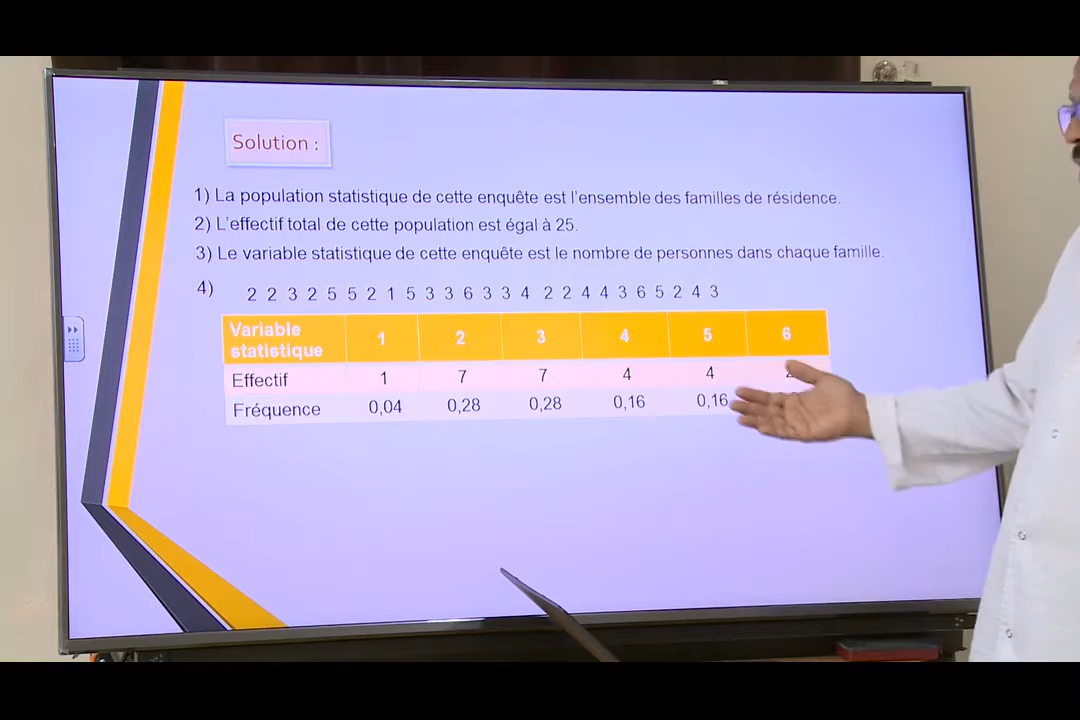 Solution :
1) La population statistique de cette enquête est l'ensemble des familles de résidence.
2) L'effectif total de cette population est égal à 25.
3) Le variable statistique de cette enquête est le nombre de personnes dans chaque famille.
4) 2 2 3 2 5 5 2 1 5 3 3 6 3 3 4 2 2 4 4 3 6 5 2 4 3
Variable statistique 1 2 3 4 5 6
Effectif 1 7 7 4 4
Fréquence 0,04 0,28 0,28 0,16 0,16